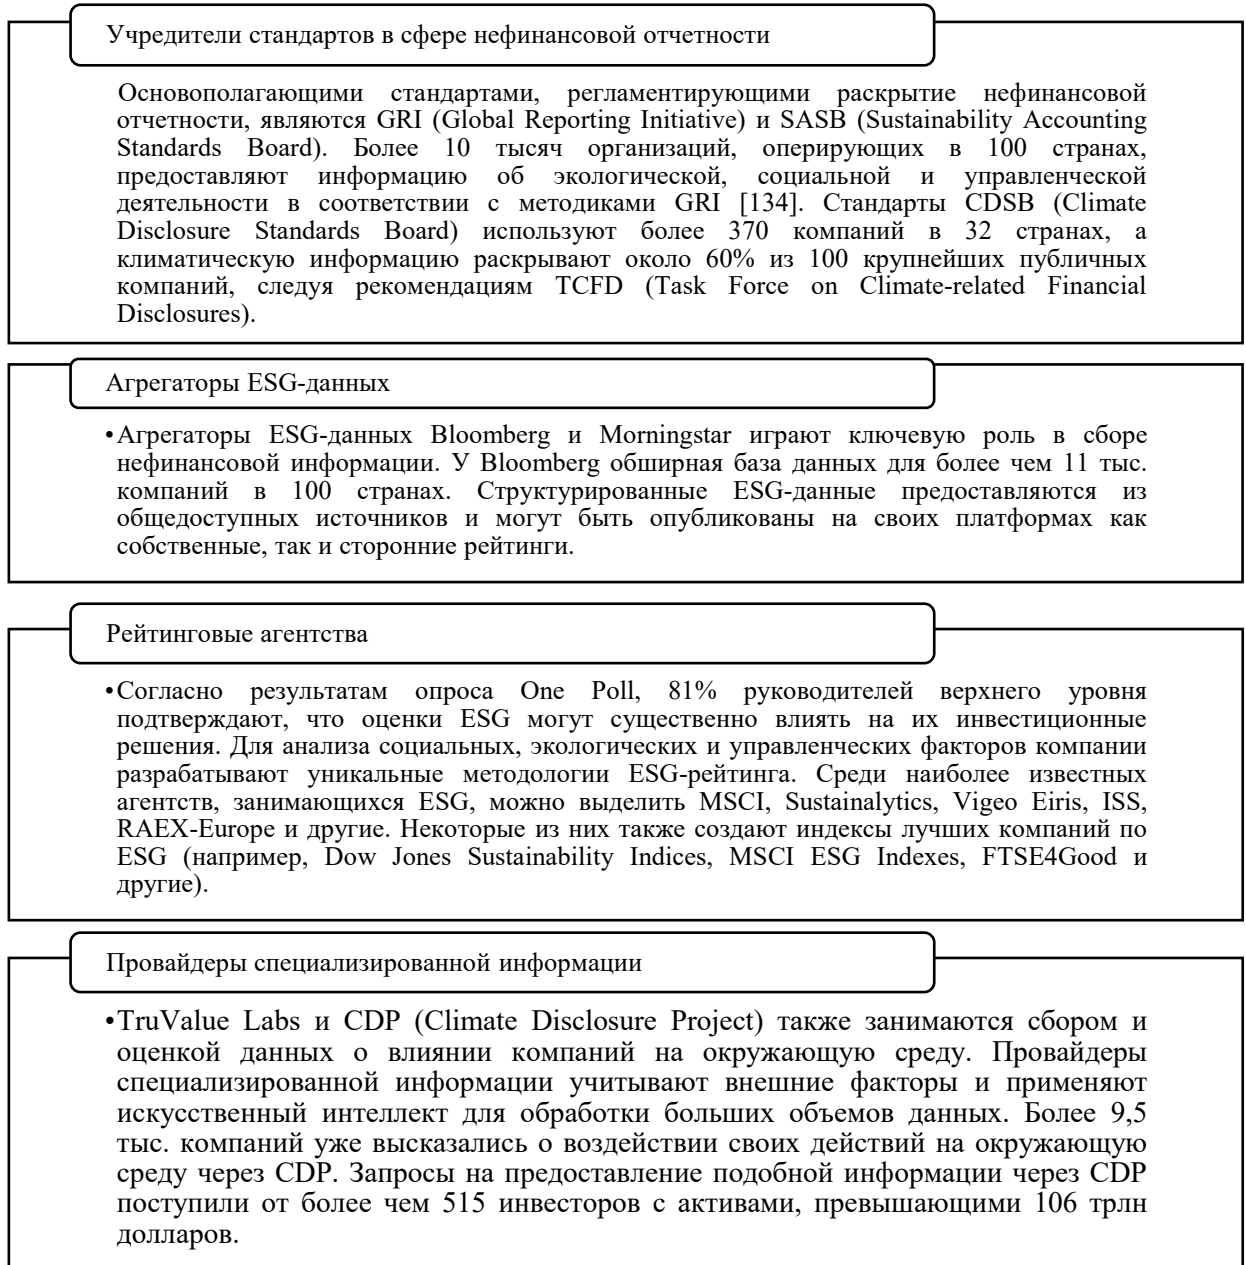 Учредители стандартов в сфере нефинансовой отчетности
Основополагающими стандартами, регламентирующими раскрытие нефинансовой
отчетности, являются GRI (Global Reporting Initiative) и SASB (Sustainability Accounting
Standards Board). Более 10 тысяч организаций, оперирующих в 100 странах,
предоставляют информацию об экологической, социальной и управленческой
деятельности в соответствии с методиками GRI [134]. Стандарты CDSB (Climate
Disclosure Standards Board) используют более 370 компаний в 32 странах, а
климатическую информацию раскрывают около 60% из 100 крупнейших публичных
компаний, следуя рекомендациям TCFD (Task Force on Climate-related Financial
Disclosures).
Агрегаторы ESG-данных
•Агрегаторы ESG-данных Bloomberg и Morningstar играют ключевую роль в сборе
нефинансовой информации. У Bloomberg обширная база данных для более чем 11 тыс.
компаний в 100 странах. Структурированные ESG-данные предоставляются из
общедоступных источников и могут быть опубликованы на своих платформах как
собственные, так и сторонние рейтинги.
Рейтинговые агентства
•Согласно результатам опроса One Poll, 81% руководителей верхнего уровня
подтверждают, что оценки ESG могут существенно влиять на их инвестиционные
решения. Для анализа социальных, экологических и управленческих факторов компании
разрабатывают уникальные методологии ESG-рейтинга. Среди наиболее известных
агентств, занимающихся ESG, можно выделить MSCI, Sustainalytics, Vigeo Eiris, ISS,
RAEX-Europe и другие. Некоторые из них также создают индексы лучших компаний по
ESG (например, Dow Jones Sustainability Indices, MSCI ESG Indexes, FTSE4Good и
другие).
Провайдеры специализированной информации
•TruValue Labs и CDP (Climate Disclosure Project) также занимаются сбором и
оценкой данных о влиянии компаний на окружающую среду. Провайдеры
специализированной информации учитывают внешние факторы и применяют
искусственный интеллект для обработки больших объемов данных. Более 9,5
тыс. компаний уже высказались о воздействии своих действий на окружающую
среду через CDP. Запросы на предоставление подобной информации через CDP
поступили от более чем 515 инвесторов с активами, превышающими 106 трлн
долларов.